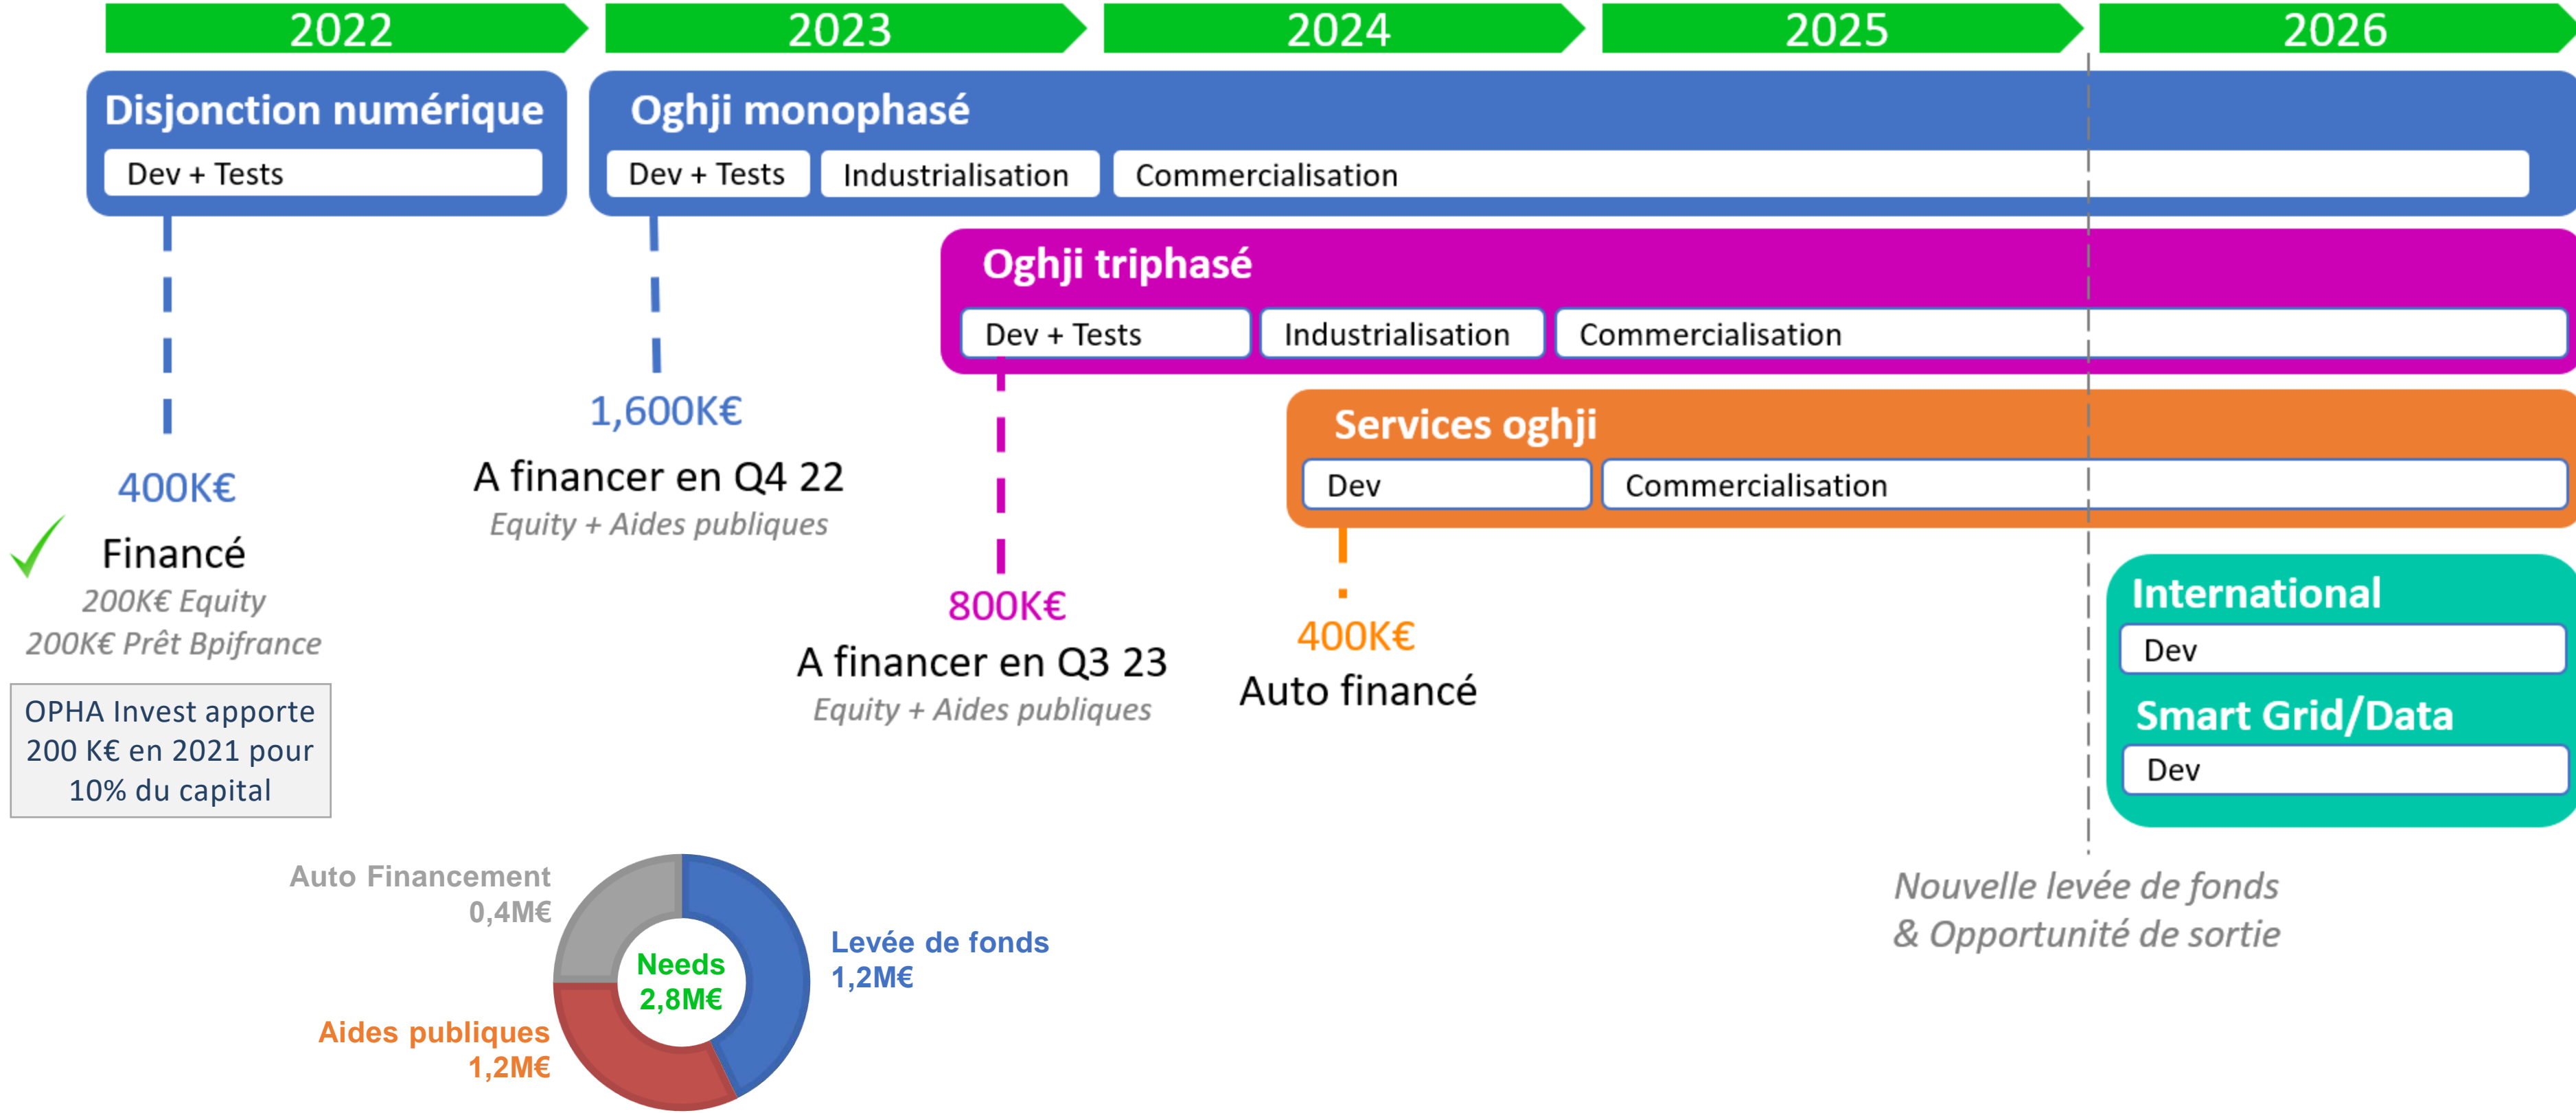 2022
2023
2024
2025
2026
Disjonction numérique
Dev + Tests
Oghji monophasé
Dev + Tests
Industrialisation
Commercialisation
Oghji triphasé
Dev + Tests
Industrialisation
Commercialisation
Services oghji
Dev
Commercialisation
International
Dev
Smart Grid/Data
Dev
400K€
Financé
200K€ Equity
200K€ Prêt Bpifrance
OPHA Invest apporte
200 K€ en 2021 pour
10% du capital
1,600K€
A financer en Q4 22
Equity + Aides publiques
800K€
A financer en Q3 23
Equity + Aides publiques
400K€
Auto financé
Nouvelle levée de fonds
& Opportunité de sortie
Auto Financement
0,4M€
Needs
2,8M€
Levée de fonds
1,2M€
Aides publiques
1,2M€